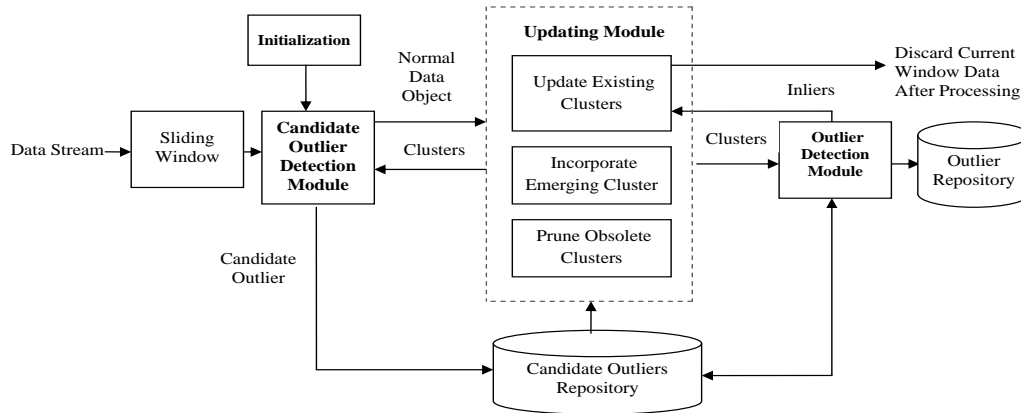 Initialization
Updating Module
Normal
Data
Object
Update Existing
Clusters
Discard Current
Window Data
After Processing
Inliers
Data Stream
Sliding
Window
Candidate
Outlier
Detection
Module
Clusters
Incorporate
Emerging Cluster
Clusters
Outlier
Detection
Module
Outlier
Repository
Prune Obsolete
Clusters
Candidate
Outlier
Candidate Outliers
Repository